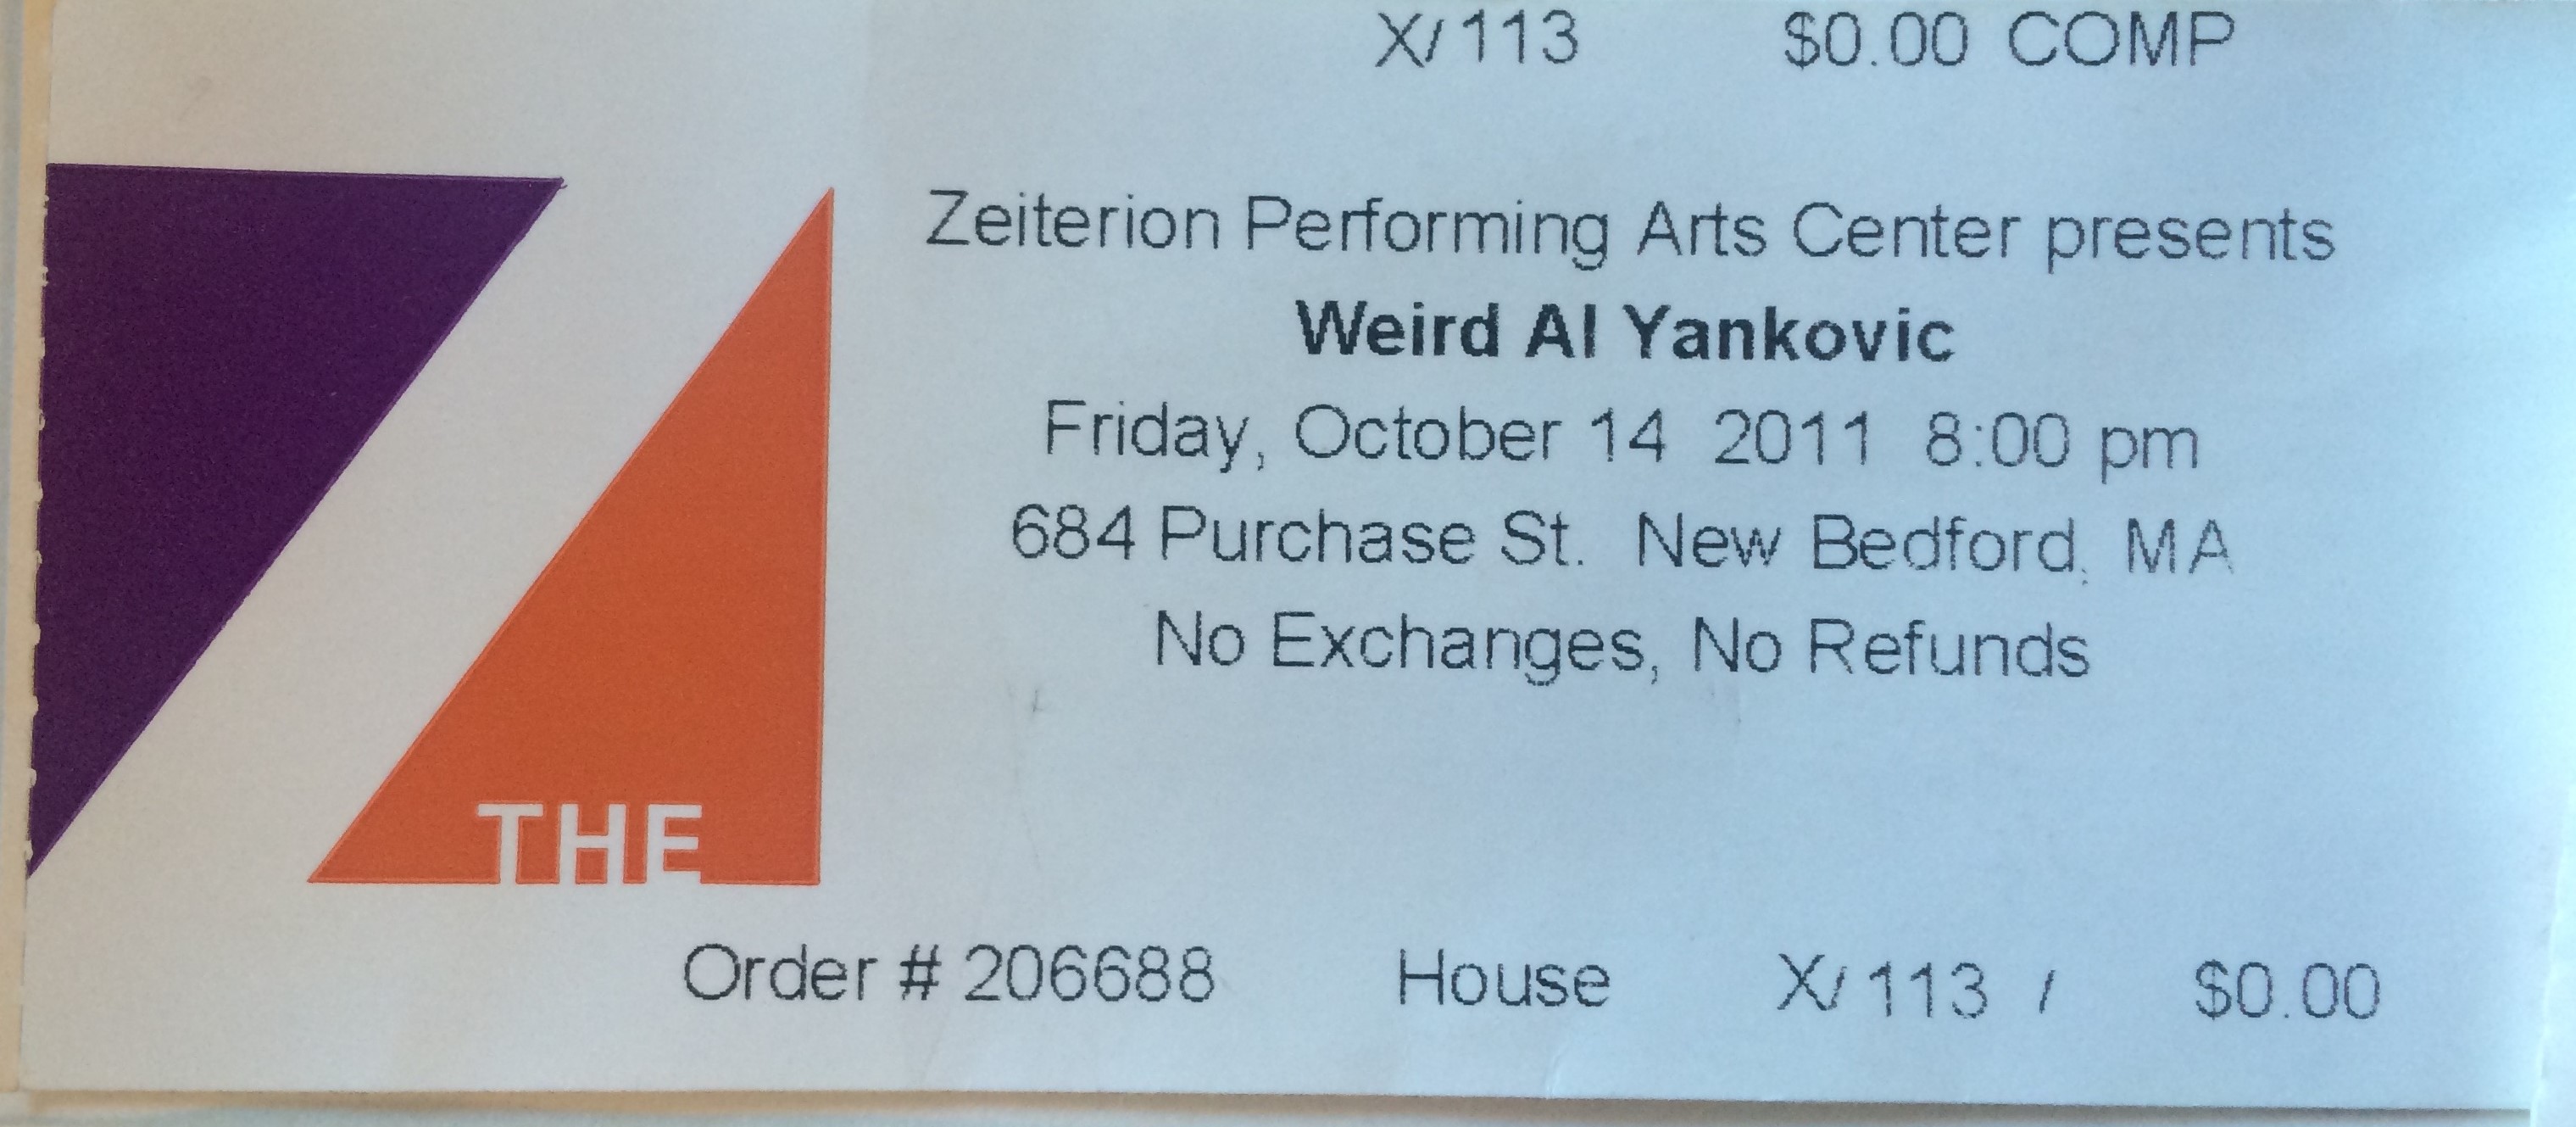 X/ 113 $0.00 COMP
Zeiterion Performing Arts Center presents
Weird Al Yankovic
Friday, October 14 2011 8:00 pm
684 Purchase St. New Bedford, MA
No Exchanges, No Refunds
THE
Order # 206688 House X/ 113 / $0.00